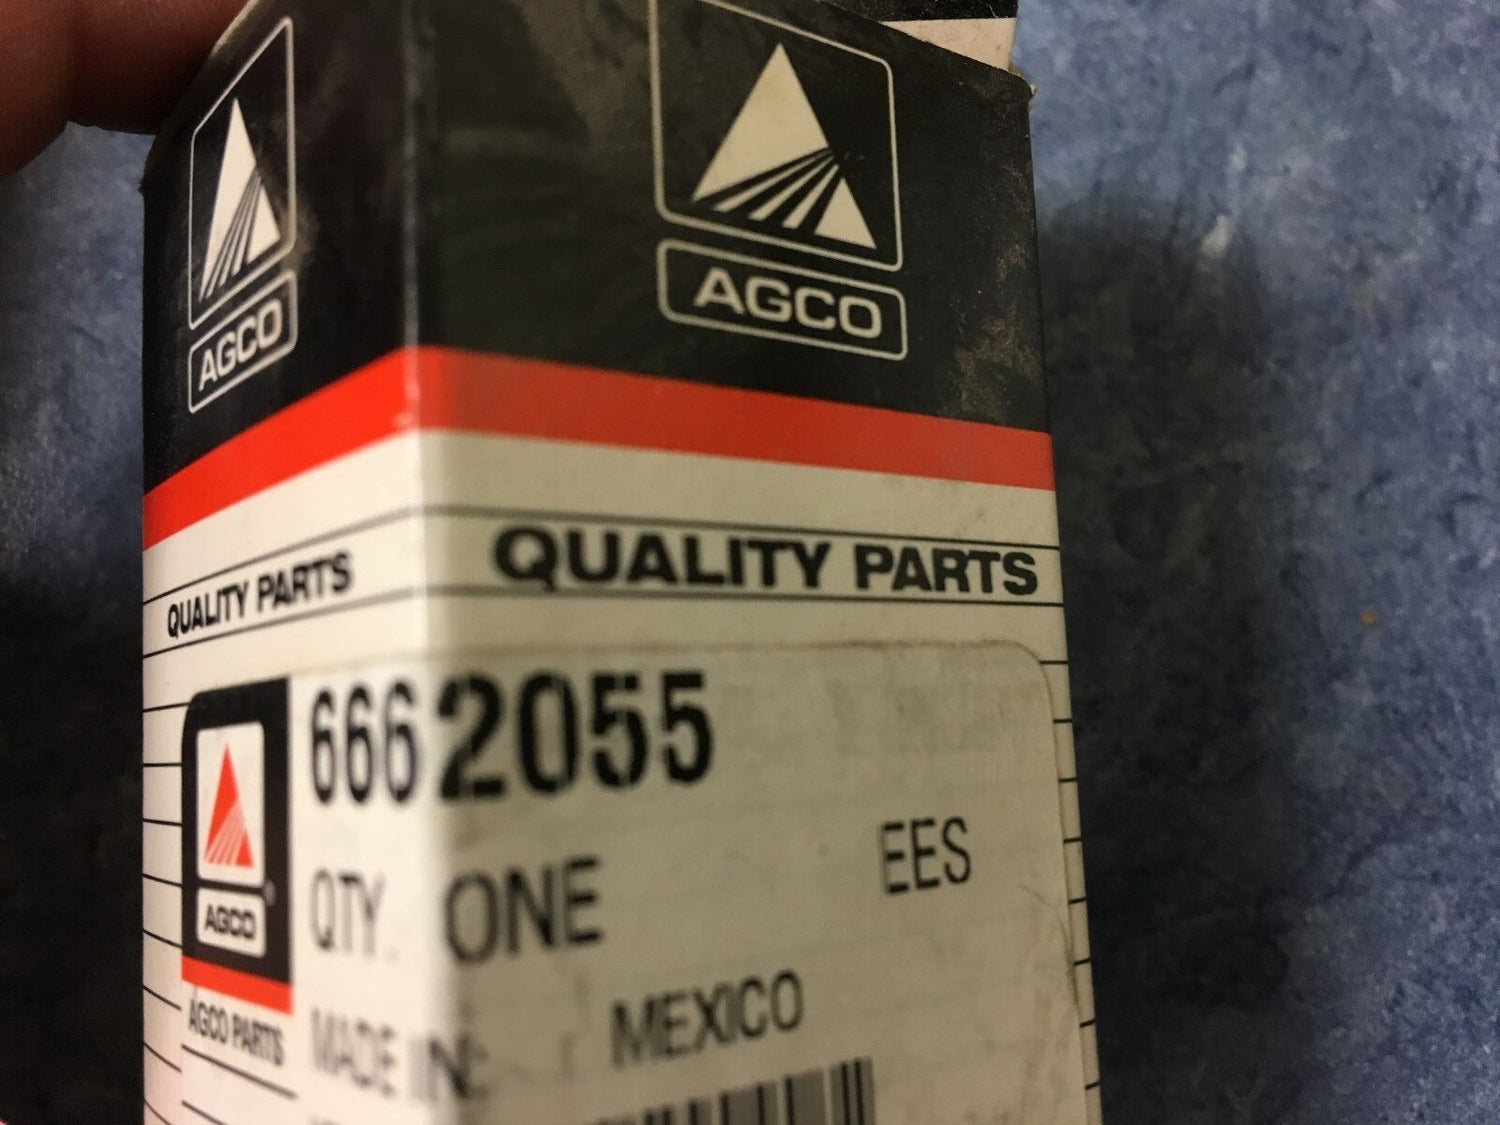 AGCO
AGCO
QUALITY PARTS
QUALITY PARTS
6662055
QTY. ONE
EES
AGCO
AGCO PARTS
MADE IN: MEXICO